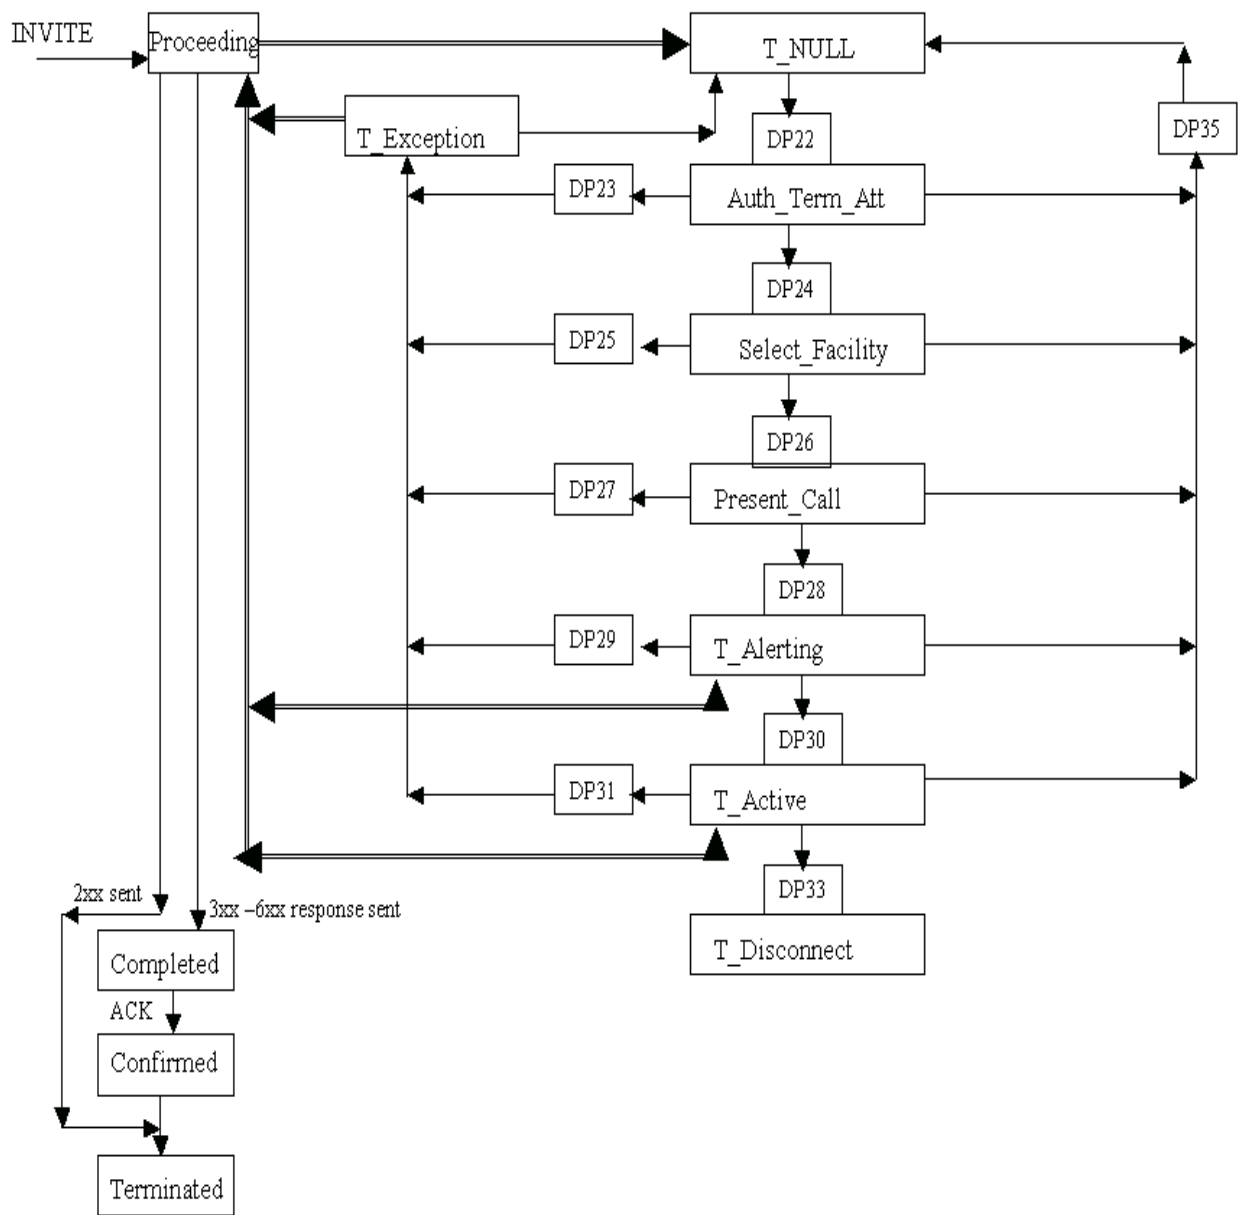 INVITE
Proceeding
T_NULL
T_Exception
DP22
DP35
DP23
Auth_Term_Att
DP24
DP25
Select_Facility
DP26
DP27
Present_Call
DP28
DP29
T_Alerting
DP30
DP31
T_Active
DP33
2xx sent
3xx –6xx response sent
T_Disconnect
Completed
ACK
Confirmed
Terminated